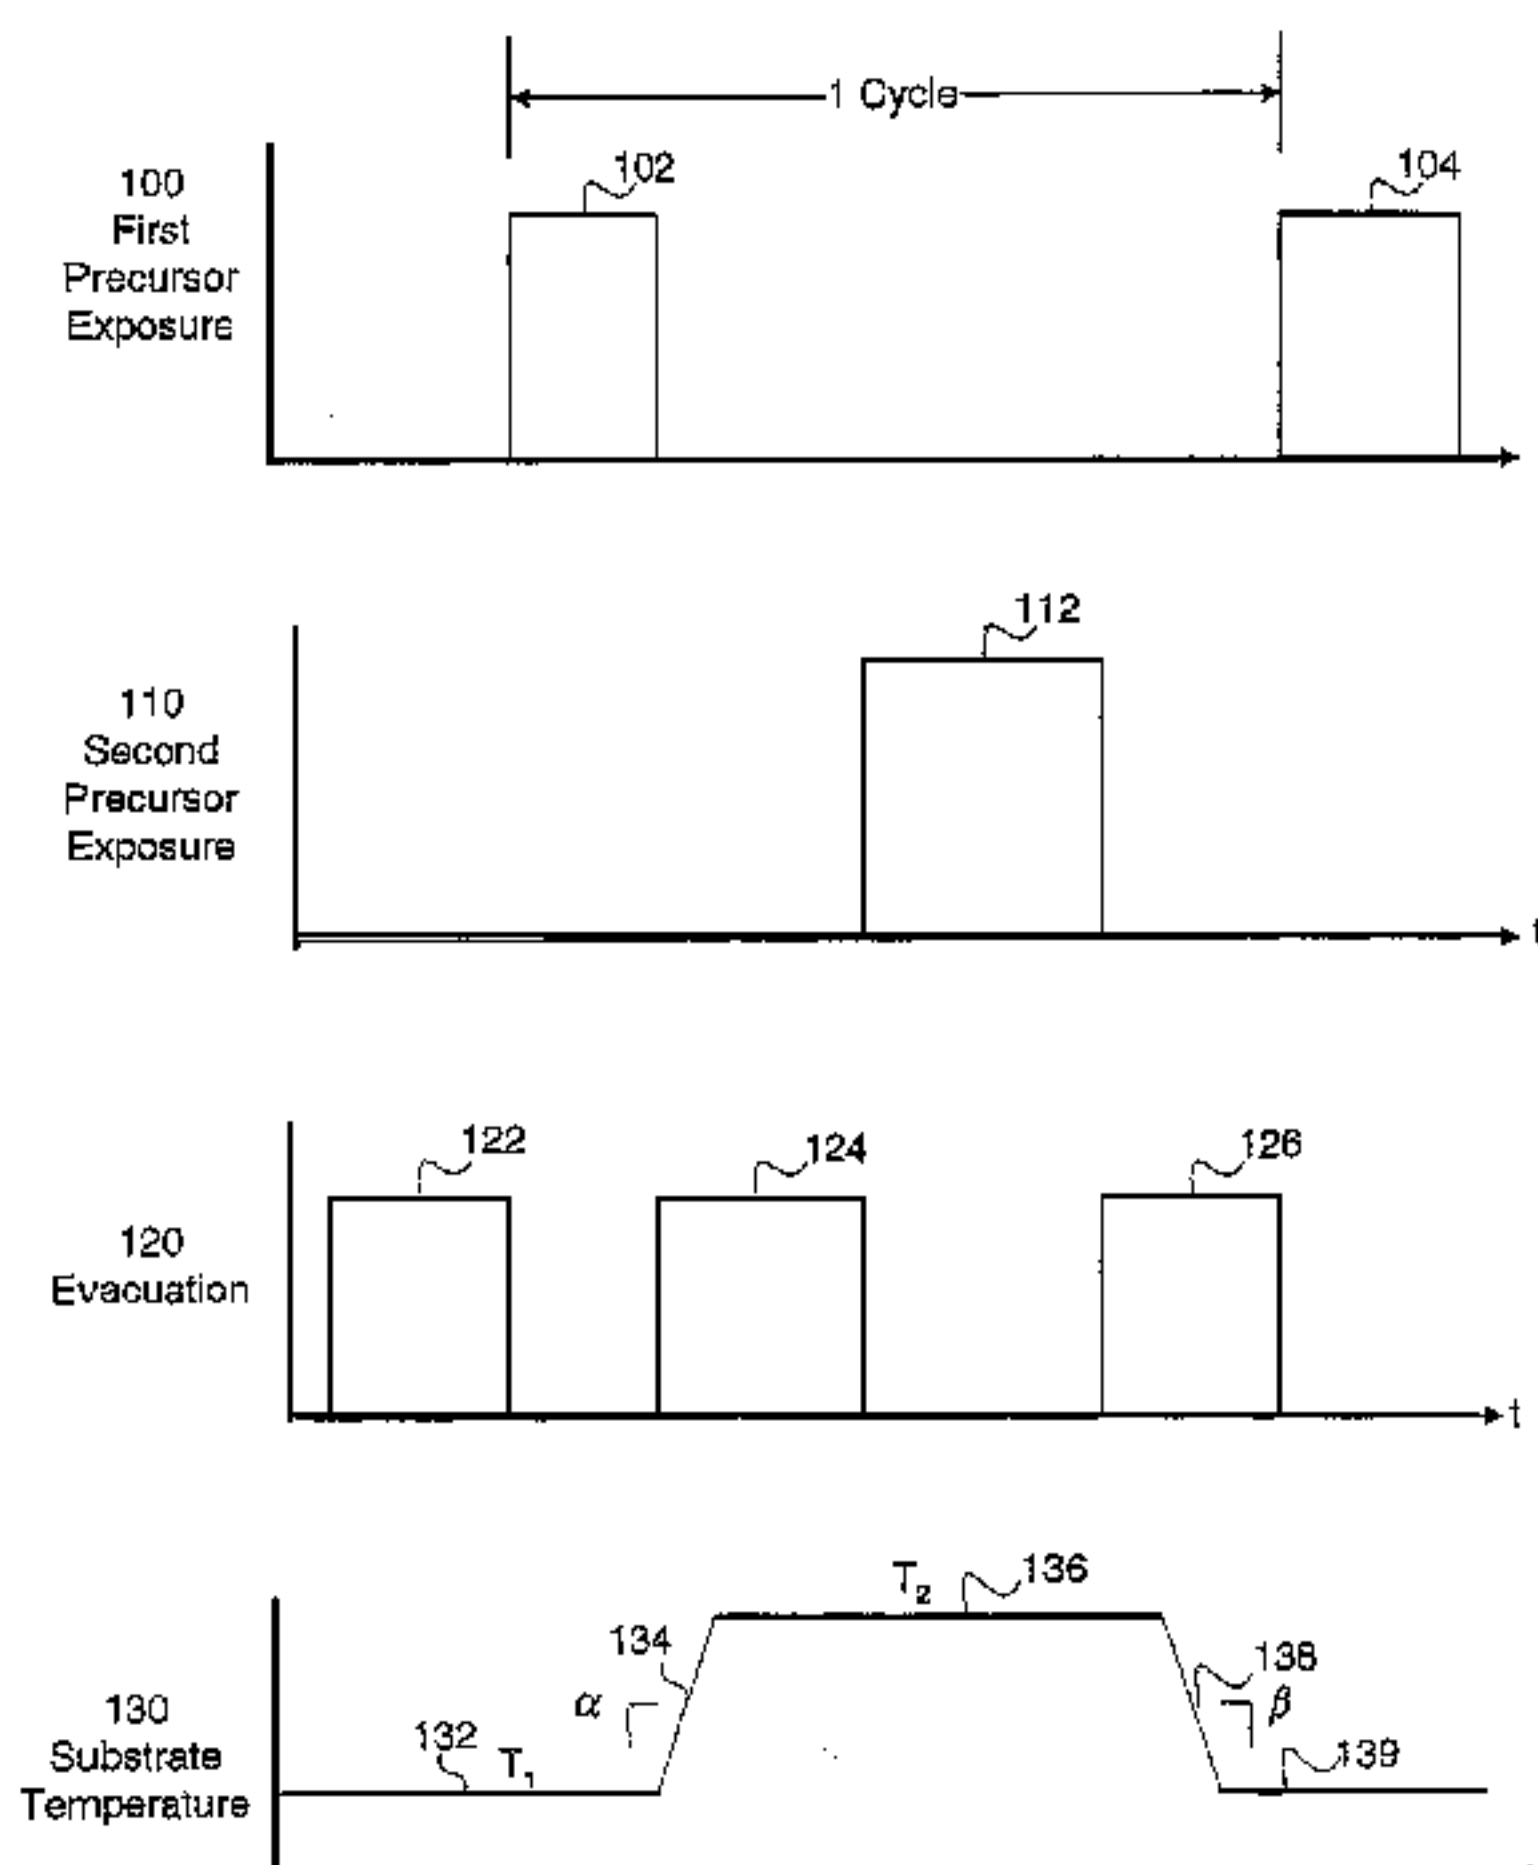 1 Cycle
102
104
100
First
Precursor
Exposure
112
110
Second
Precursor
Exposure
t
122
124
126
120
Evacuation
t
T2
136
134
138
α
β
130
Substrate
Temperature
132
T1
139